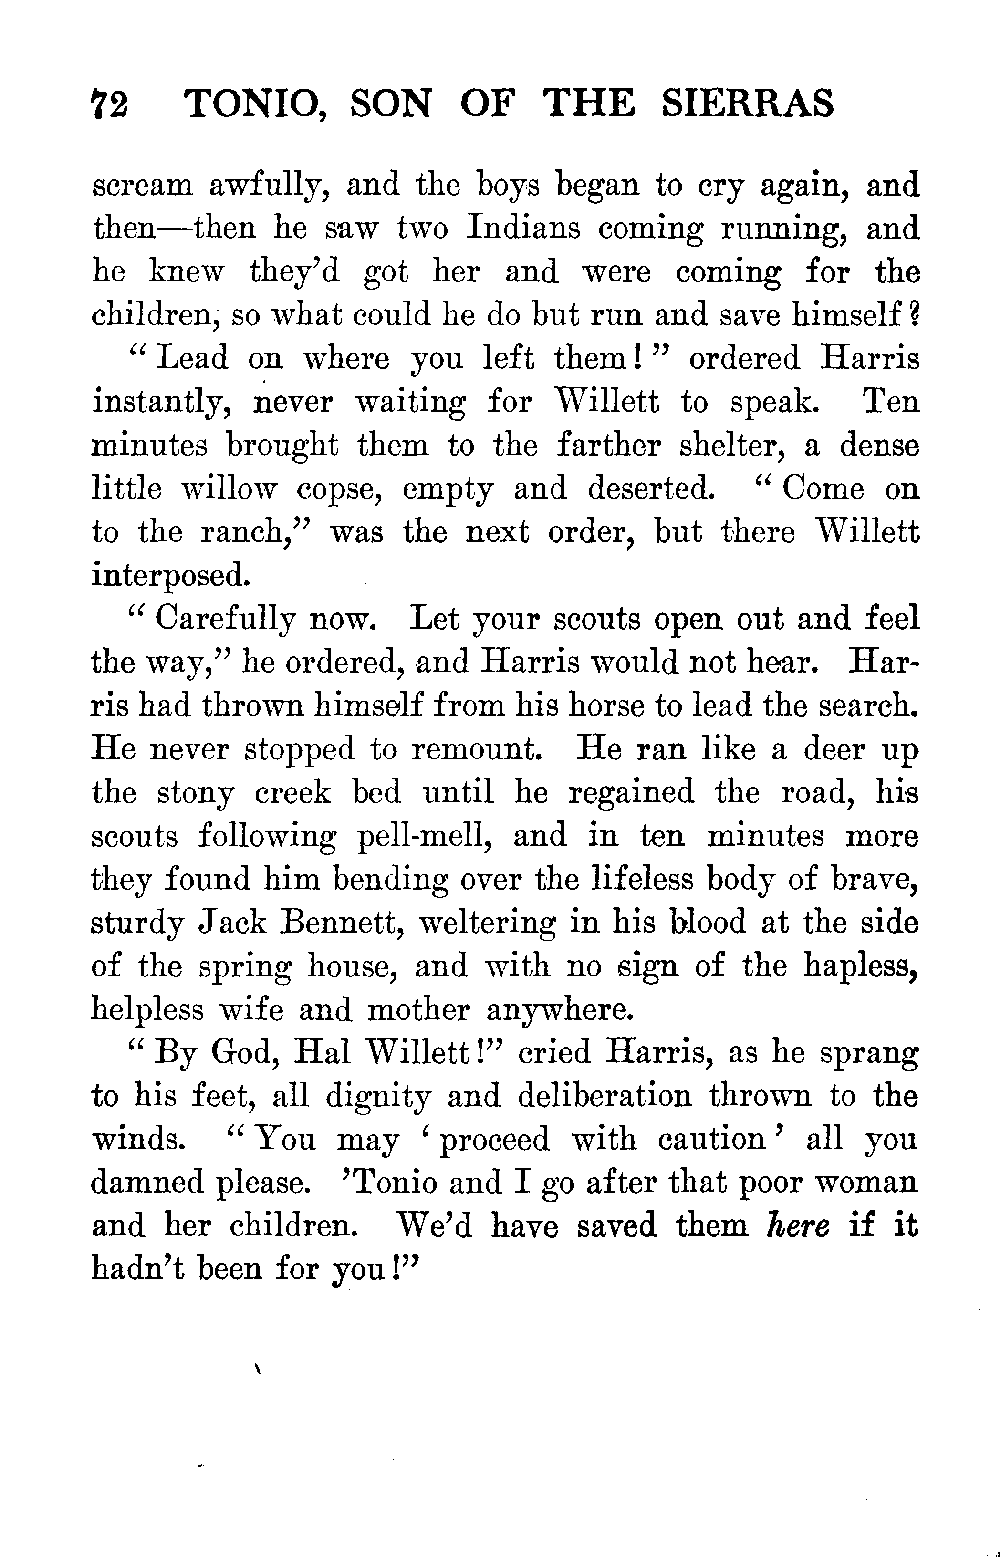 72 TONIO, SON OF THE SIERRAS
scream awfully, and the boys began to cry again, and
then—then he saw two Indians coming running, and
he knew they’d got her and were coming for the
children, so what could he do but run and save himself?
“Lead on where you left them!” ordered Harris
instantly, never waiting for Willett to speak. Ten
minutes brought them to the farther shelter, a dense
little willow copse, empty and deserted. “Come on
to the ranch,” was the next order, but there Willett
interposed.
“Carefully now. Let your scouts open out and feel
the way,” he ordered, and Harris would not hear. Har-
ris had thrown himself from his horse to lead the search.
He never stopped to remount. He ran like a deer up
the stony creek bed until he regained the road, his
scouts following pell-mell, and in ten minutes more
they found him bending over the lifeless body of brave,
sturdy Jack Bennett, weltering in his blood at the side
of the spring house, and with no sign of the hapless,
helpless wife and mother anywhere.
“By God, Hal Willett!” cried Harris, as he sprang
to his feet, all dignity and deliberation thrown to the
winds. “You may ‘proceed with caution’ all you
damned please. ’Tonio and I go after that poor woman
and her children. We’d have saved them here if it
hadn’t been for you!”